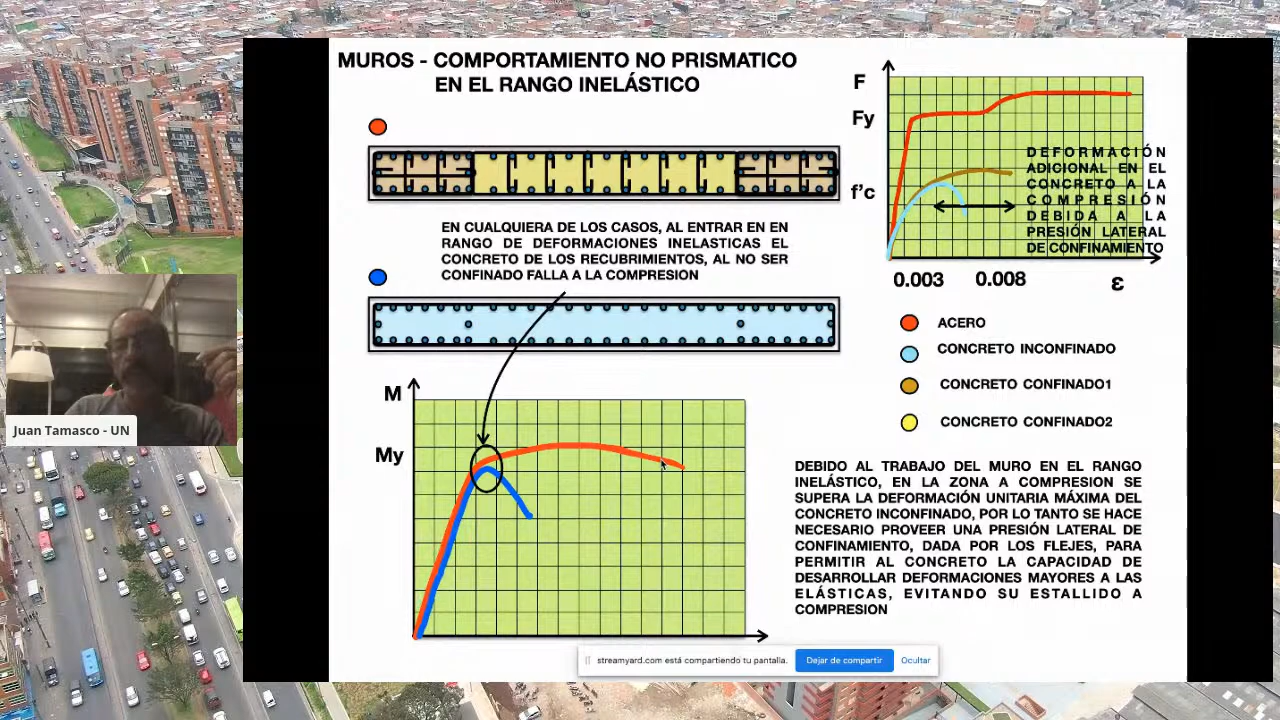 MUROS - COMPORTAMIENTO NO PRISMATICO
EN EL RANGO INELÁSTICO
EN CUALQUIERA DE LOS CASOS, AL ENTRAR EN EN
RANGO DE DEFORMACIONES INELASTICAS EL
CONCRETO DE LOS RECUBRIMIENTOS, AL NO SER
CONFINADO FALLA A LA COMPRESION
M
My
F
Fy
f'c
DEFORMACIÓN
ADICIONAL EN EL
CONCRETO A LA
COMPRESIÓN
DEBIDA A LA
PRESIÓN LATERAL
DE CONFINAMIENTO
0.003
0.008
ε
ACERO
CONCRETO INCONFINADO
CONCRETO CONFINADO1
CONCRETO CONFINADO2
DEBIDO AL TRABAJO DEL MURO EN EL RANGO
INELÁSTICO, EN LA ZONA A COMPRESION SE
SUPERA LA DEFORMACIÓN UNITARIA MÁXIMA DEL
CONCRETO INCONFINADO, POR LO TANTO SE HACE
NECESARIO PROVEER UNA PRESIÓN LATERAL DE
CONFINAMIENTO, DADA POR LOS FLEJES, PARA
PERMITIR AL CONCRETO LA CAPACIDAD DE
DESARROLLAR DEFORMACIONES MAYORES A LAS
ELÁSTICAS, EVITANDO SU ESTALLIDO A
COMPRESION
Juan Tamasco - UN
streamyard.com está compartiendo tu pantalla.
Dejar de compartir
Ocultar